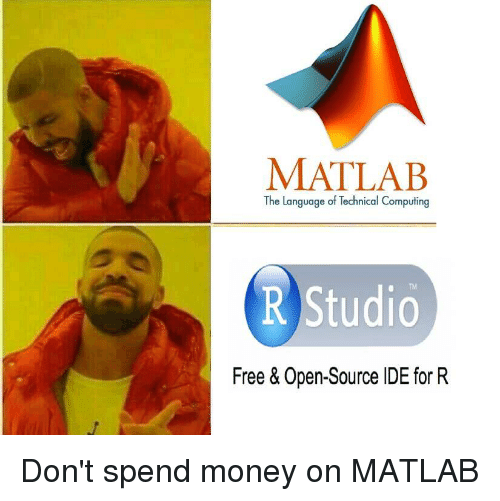 MATLAB
The Language of Technical Computing
R Studio TM
Free & Open-Source IDE for R
Don't spend money on MATLAB